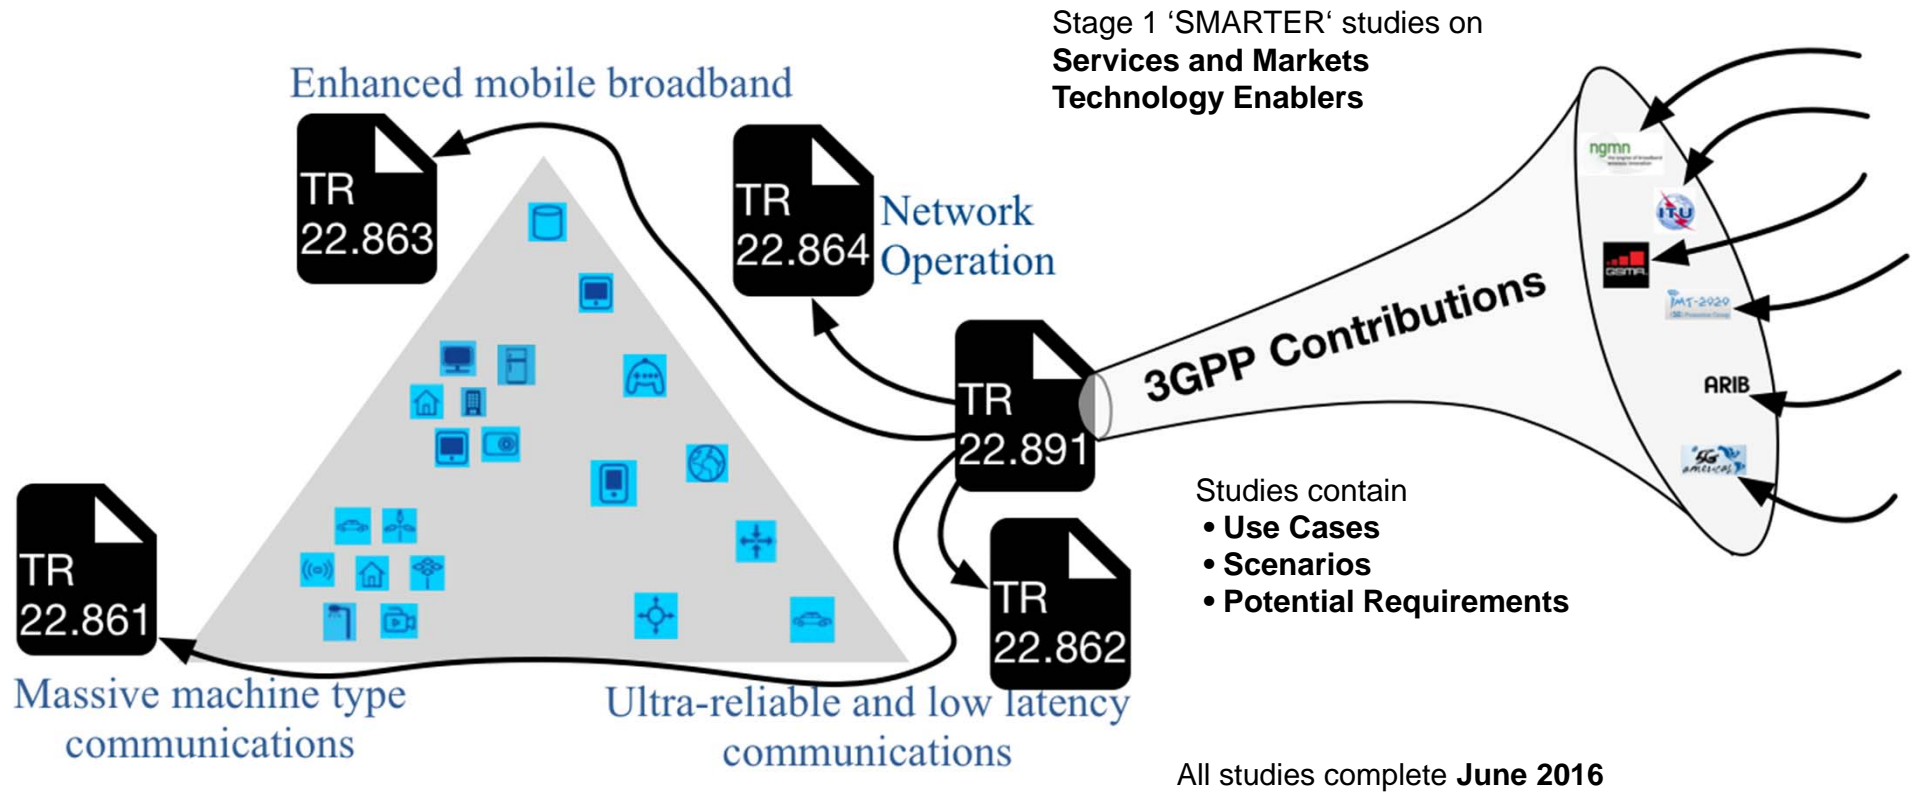 Stage 1 ‘SMARTER‘ studies on
Services and Markets
Technology Enablers
Enhanced mobile broadband
TR
22.863
TR
22.864
Network
Operation
TR
22.891
3GPP Contributions
ngmn
ITU
GSMA
IMT-2020
ARIB
5G
americas
Studies contain
• Use Cases
• Scenarios
• Potential Requirements
TR
22.861
TR
22.862
Massive machine type
communications
Ultra-reliable and low latency
communications
All studies complete June 2016